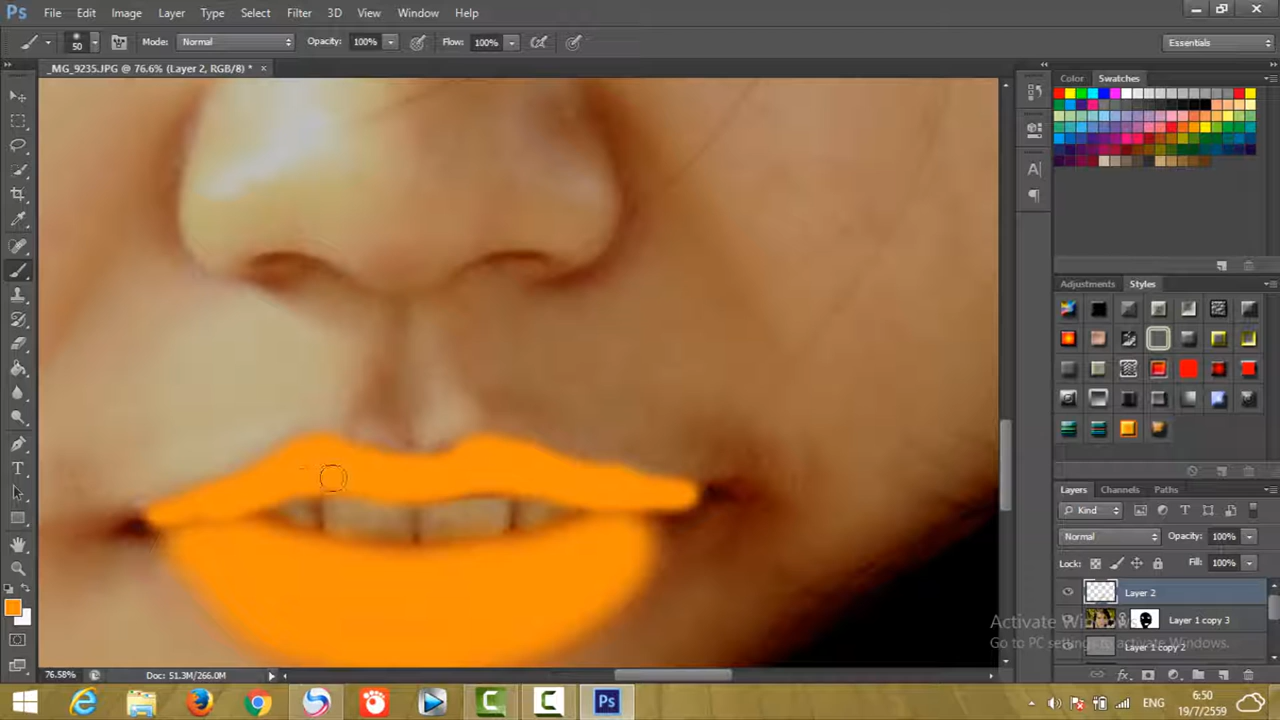 Ps File Edit Image Layer Type Select Filter 3D View Window Help
50 Mode: Normal Opacity: 100% Flow: 100% Essentials
_MG_9235.JPG @ 76.6% (Layer 2, RGB/8) * ×
Color Swatches
Adjustments Styles
Layers Channels Paths
Kind
Normal Opacity: 100%
Lock: Fill: 100%
Layer 2
Layer 1 copy 3
Layer 1 copy 2
Activate Windows
Go to PC settings to activate Windows.
76.58% Doc: 51.3M/266.0M
Ps ENG 6:50
19/7/2559